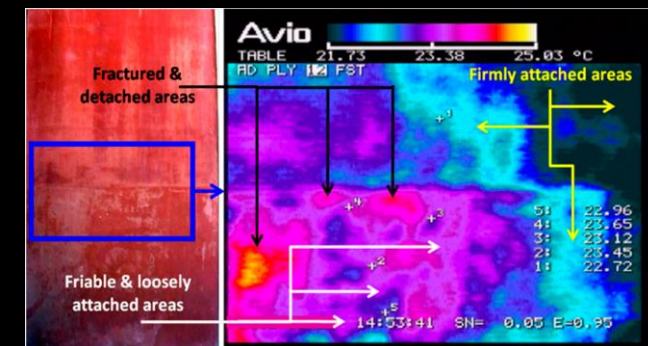 Avio
TABLE 21.73 23.38 25.03 °C
AD PLY 12 FST
Fractured &
detached areas
Firmly attached areas
+1
+4
+3
+2
+5
5: 22.96
4: 23.65
3: 23.12
2: 23.45
1: 22.72
Friable & loosely
attached areas
14:53:41 SN= 0.05 E=0.95